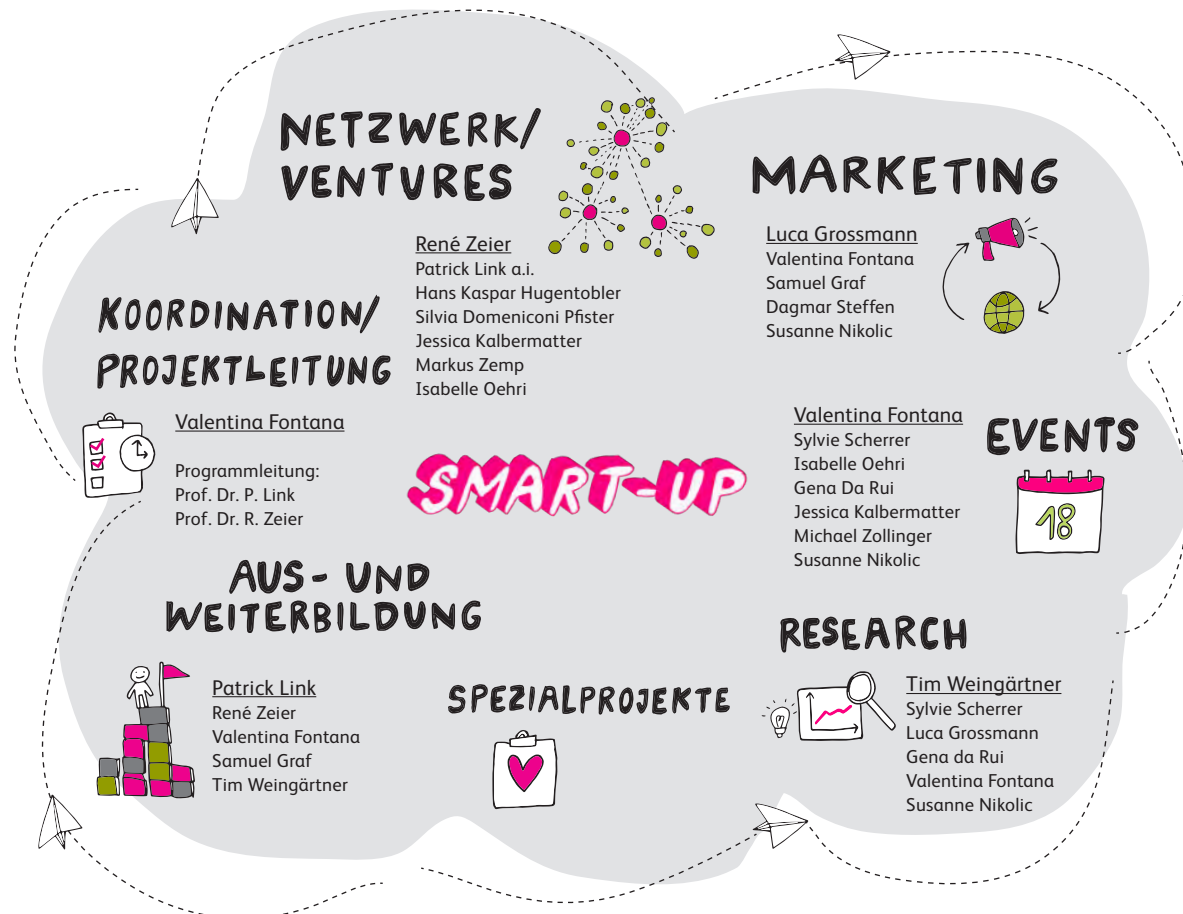 NETZWERK/
VENTURES
René Zeier
Patrick Link a.i.
Hans Kaspar Hugentobler
Silvia Domeniconi Pfister
Jessica Kalbermatter
Markus Zemp
Isabelle Oehri
MARKETING
Luca Grossmann
Valentina Fontana
Samuel Graf
Dagmar Steffen
Susanne Nikolic
KOORDINATION/
PROJEKTLEITUNG
Valentina Fontana
Programmleitung:
Prof. Dr. P. Link
Prof. Dr. R. Zeier
SMART-UP
EVENTS
Valentina Fontana
Sylvie Scherrer
Isabelle Oehri
Gena Da Rui
Jessica Kalbermatter
Michael Zollinger
Susanne Nikolic
18
AUS- UND
WEITERBILDUNG
Patrick Link
René Zeier
Valentina Fontana
Samuel Graf
Tim Weingärtner
SPEZIALPROJEKTE
RESEARCH
Tim Weingärtner
Sylvie Scherrer
Luca Grossmann
Gena da Rui
Valentina Fontana
Susanne Nikolic